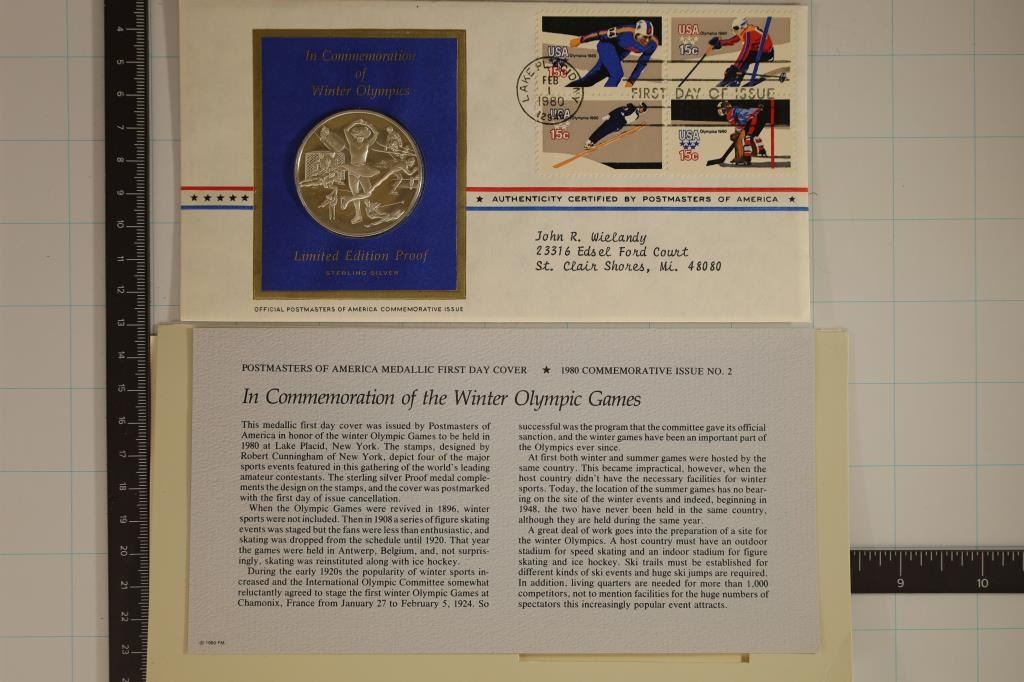 In Commemoration
of
Winter Olympics
Limited Edition Proof
STERLING SILVER
OFFICIAL POSTMASTERS OF AMERICA COMMEMORATIVE ISSUE
USA Olympics 1980
15c
USA Olympics 1980
15c
USA Olympics 1980
15c
USA Olympics 1980
15c
LAKE PLACID NY
FEB
1
1980
FIRST DAY OF ISSUE
★ ★ ★ ★ ★
★ AUTHENTICITY CERTIFIED BY POSTMASTERS OF AMERICA ★
John R. Wielandy
23316 Edsel Ford Court
St. Clair Shores, Mi. 48080
POSTMASTERS OF AMERICA MEDALLIC FIRST DAY COVER ★ 1980 COMMEMORATIVE ISSUE NO. 2
In Commemoration of the Winter Olympic Games
This medallic first day cover was issued by Postmasters of
America in honor of the winter Olympic Games to be held in
1980 at Lake Placid, New York. The stamps, designed by
Robert Cunningham of New York, depict four of the major
sports events featured in this gathering of the world's leading
amateur contestants. The sterling silver Proof medal comple-
ments the design on the stamps, and the cover was postmarked
with the first day of issue cancellation.
When the Olympic Games were revived in 1896, winter
sports were not included. Then in 1908 a series of figure skating
events was staged but the fans were less than enthusiastic, and
skating was dropped from the schedule until 1920. That year
the games were held in Antwerp, Belgium, and, not surpris-
ingly, skating was reinstituted along with ice hockey.
During the early 1920s the popularity of winter sports in-
creased and the International Olympic Committee somewhat
reluctantly agreed to stage the first winter Olympic Games at
Chamonix, France from January 27 to February 5, 1924. So
successful was the program that the committee gave its official
sanction, and the winter games have been an important part of
the Olympics ever since.
At first both winter and summer games were hosted by the
same country. This became impractical, however, when the
host country didn't have the necessary facilities for winter
sports. Today, the location of the summer games has no bear-
ing on the site of the winter events and indeed, beginning in
1948, the two have never been held in the same country,
although they are held during the same year.
A great deal of work goes into the preparation of a site for
the winter Olympics. A host country must have an outdoor
stadium for speed skating and an indoor stadium for figure
skating and ice hockey. Ski trails must be established for
different kinds of ski events and huge ski jumps are required.
In addition, living quarters are needed for more than 1,000
competitors, not to mention facilities for the huge numbers of
spectators this increasingly popular event attracts.
© 1980 FM
4
5
6
7
8
9
10
11
12
13
14
15
16
17
18
19
20
21
22
23
9 10